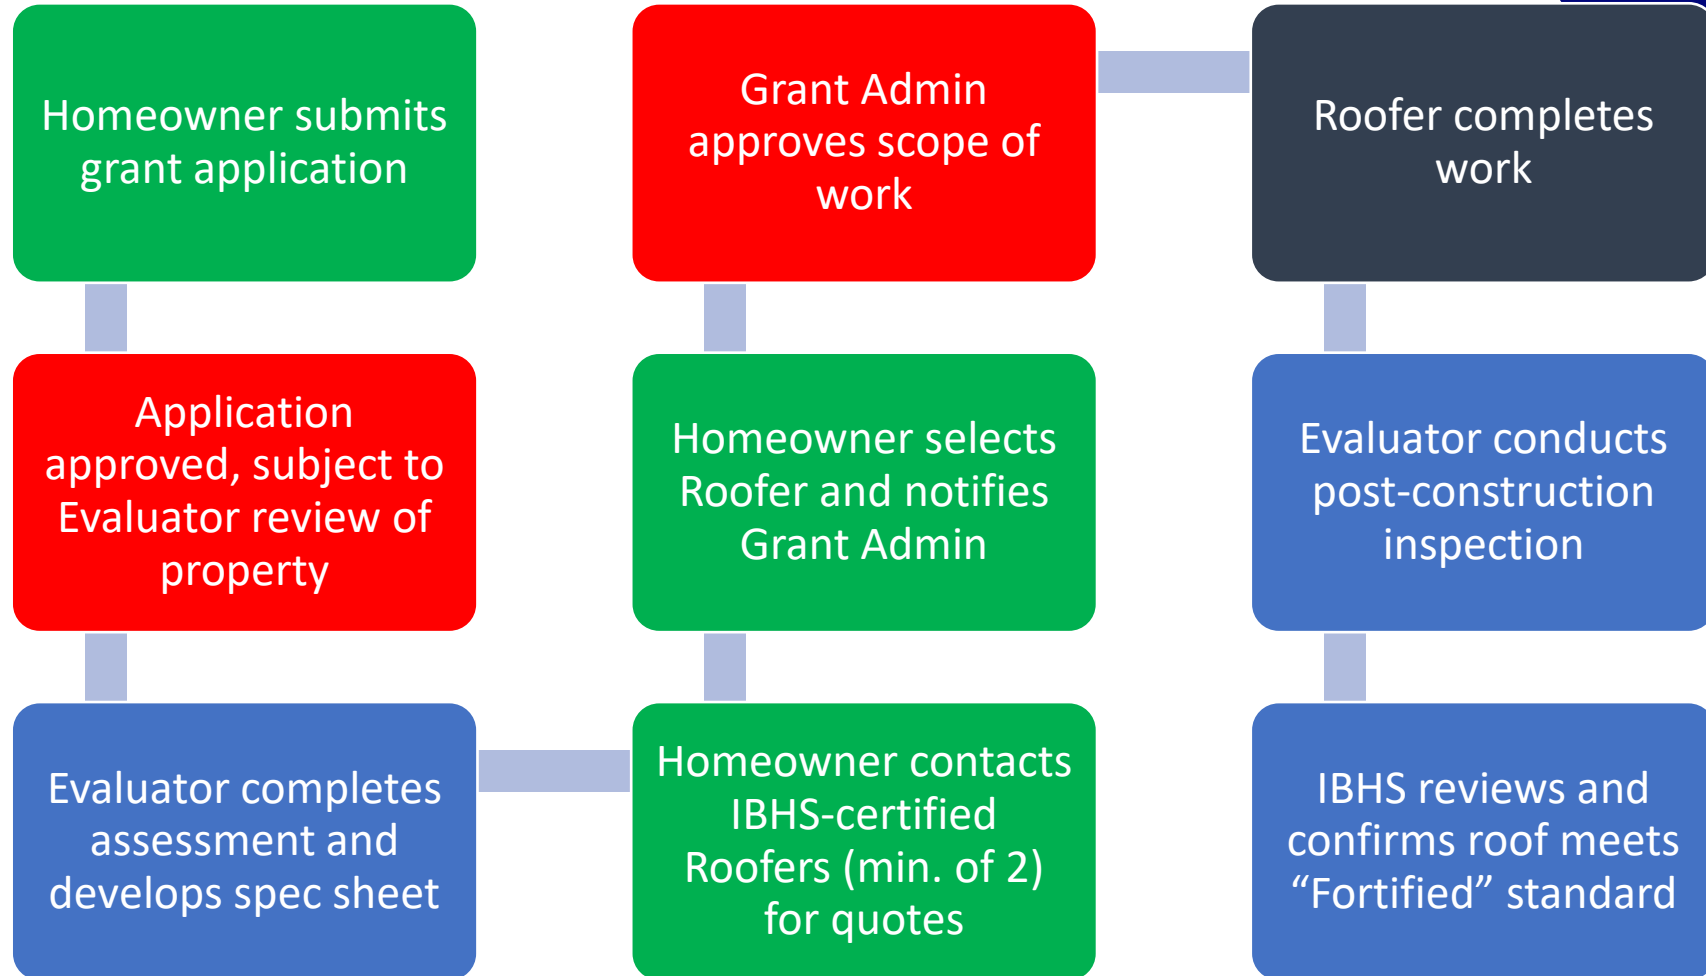 Homeowner submits
grant application
Application
approved, subject to
Evaluator review of
property
Evaluator completes
assessment and
develops spec sheet
Homeowner contacts
IBHS-certified
Roofers (min. of 2)
for quotes
Homeowner selects
Roofer and notifies
Grant Admin
Grant Admin
approves scope of
work
Roofer completes
work
Evaluator conducts
post-construction
inspection
IBHS reviews and
confirms roof meets
“Fortified” standard